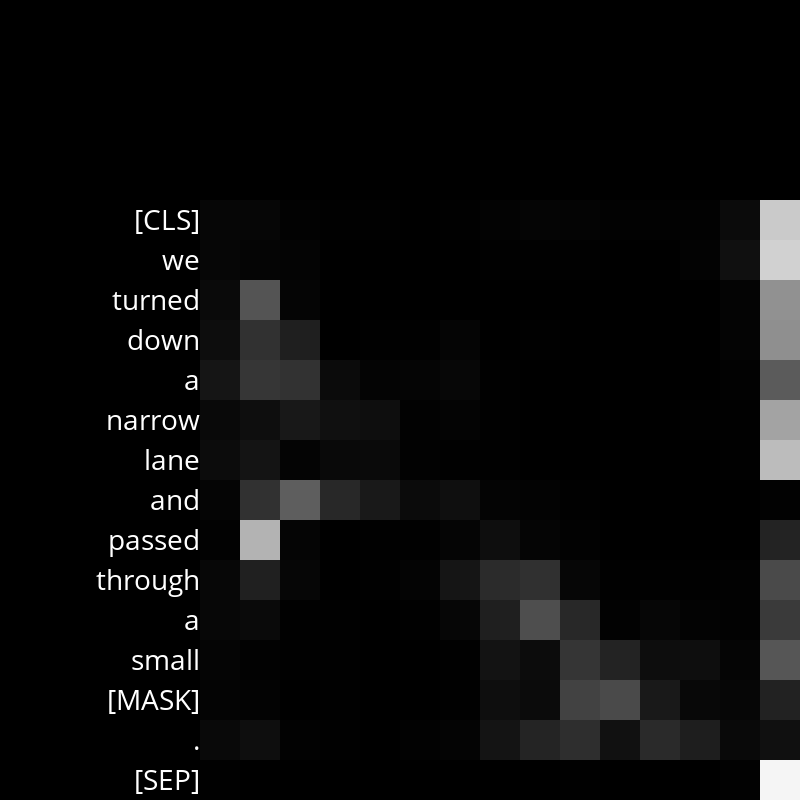 [CLS]
we
turned
down
a
narrow
lane
and
passed
through
a
small
[MASK]
.
[SEP]